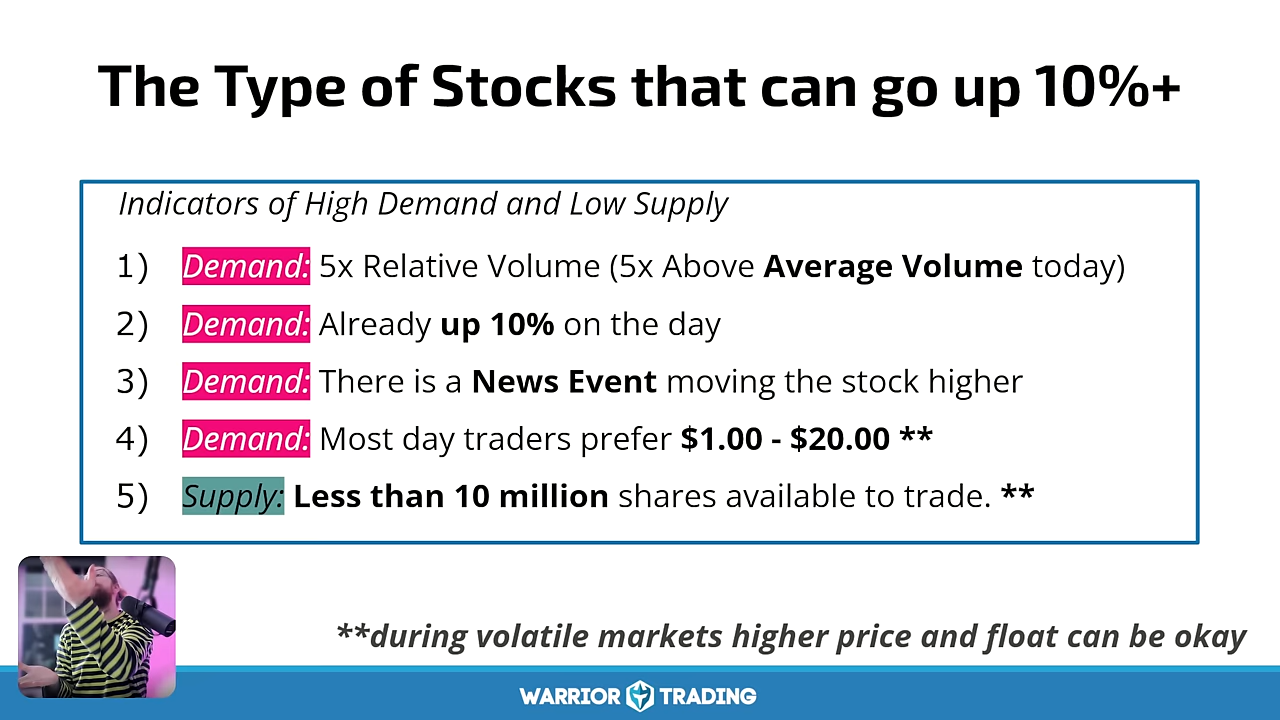 The Type of Stocks that can go up 10%+
Indicators of High Demand and Low Supply
1) Demand: 5x Relative Volume (5x Above Average Volume today)
2) Demand: Already up 10% on the day
3) Demand: There is a News Event moving the stock higher
4) Demand: Most day traders prefer $1.00 - $20.00 **
5) Supply: Less than 10 million shares available to trade. **
**during volatile markets higher price and float can be okay
WARRIOR TRADING